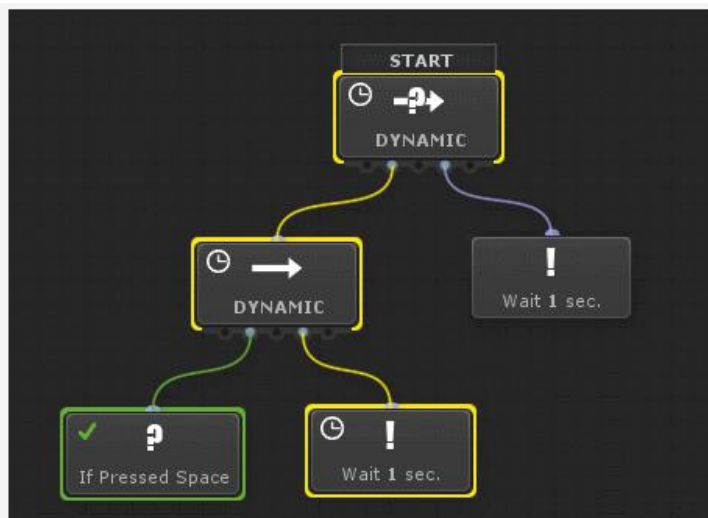 START
DYNAMIC
DYNAMIC
Wait 1 sec.
If Pressed Space
Wait 1 sec.